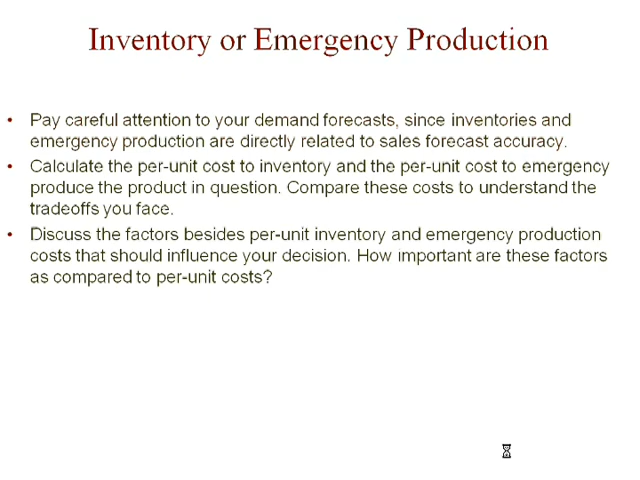 Inventory or Emergency Production
• Pay careful attention to your demand forecasts, since inventories and
emergency production are directly related to sales forecast accuracy.
• Calculate the per-unit cost to inventory and the per-unit cost to emergency
produce the product in question. Compare these costs to understand the
tradeoffs you face.
• Discuss the factors besides per-unit inventory and emergency production
costs that should influence your decision. How important are these factors
as compared to per-unit costs?